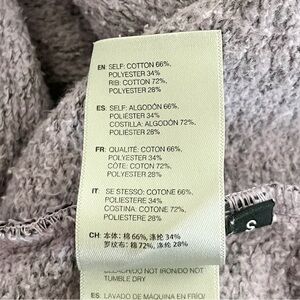 EN: SELF: COTTON 66%,
POLYESTER 34%
RIB: COTTON 72%,
POLYESTER 28%
ES: SELF: ALGODÓN 66%,
POLIÉSTER 34%
COSTILLA: ALGODON 72%,
POLIÉSTER 28%
FR: QUALITÉ: COTON 66%,
POLYESTER 34%
CÔTE: COTON 72%,
POLYESTER 28%
IT: SE STESSO: COTONE 66%,
POLIESTERE 34%
COSTINA: COTONE 72%,
POLIESTERE 28%
CH: 本体: 棉 66%, 涤纶 34%
罗纹布: 棉 72%, 涤纶 28%
S
BLEACH/DO NOT IRON/DO NOT
TUMBLE DRY
ES: LAVADO DE MÁQUINA EN FRÍO/